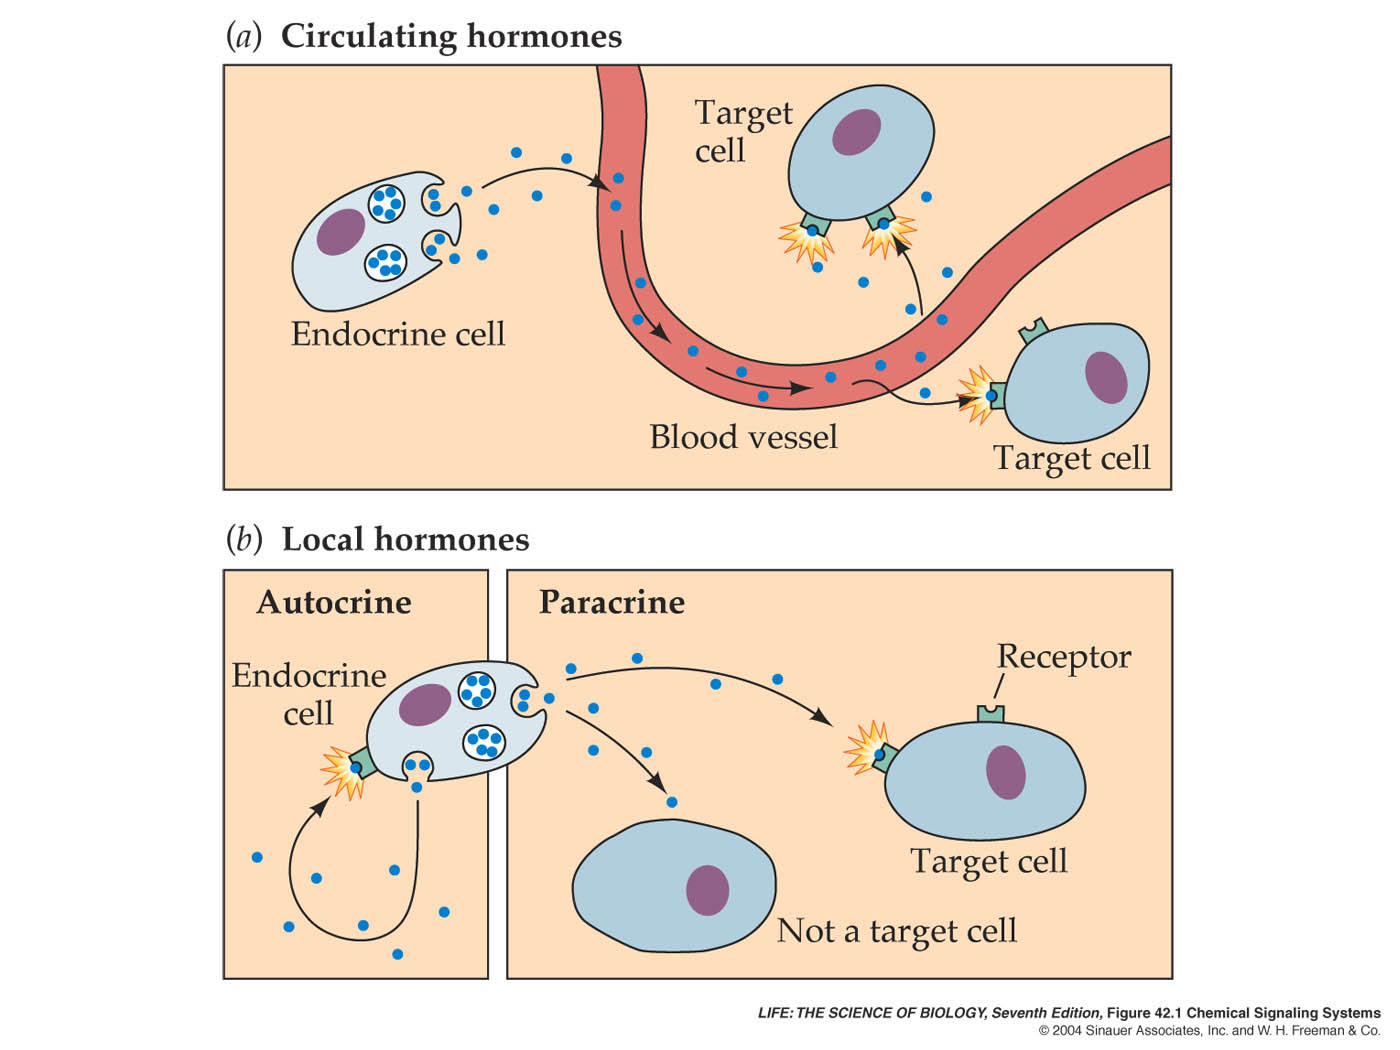 (a) Circulating hormones
Target
cell
Endocrine cell
Blood vessel
Target cell
(b) Local hormones
Autocrine
Paracrine
Endocrine
cell
Receptor
Target cell
Not a target cell
LIFE: THE SCIENCE OF BIOLOGY, Seventh Edition, Figure 42.1 Chemical Signaling Systems
© 2004 Sinauer Associates, Inc. and W. H. Freeman & Co.